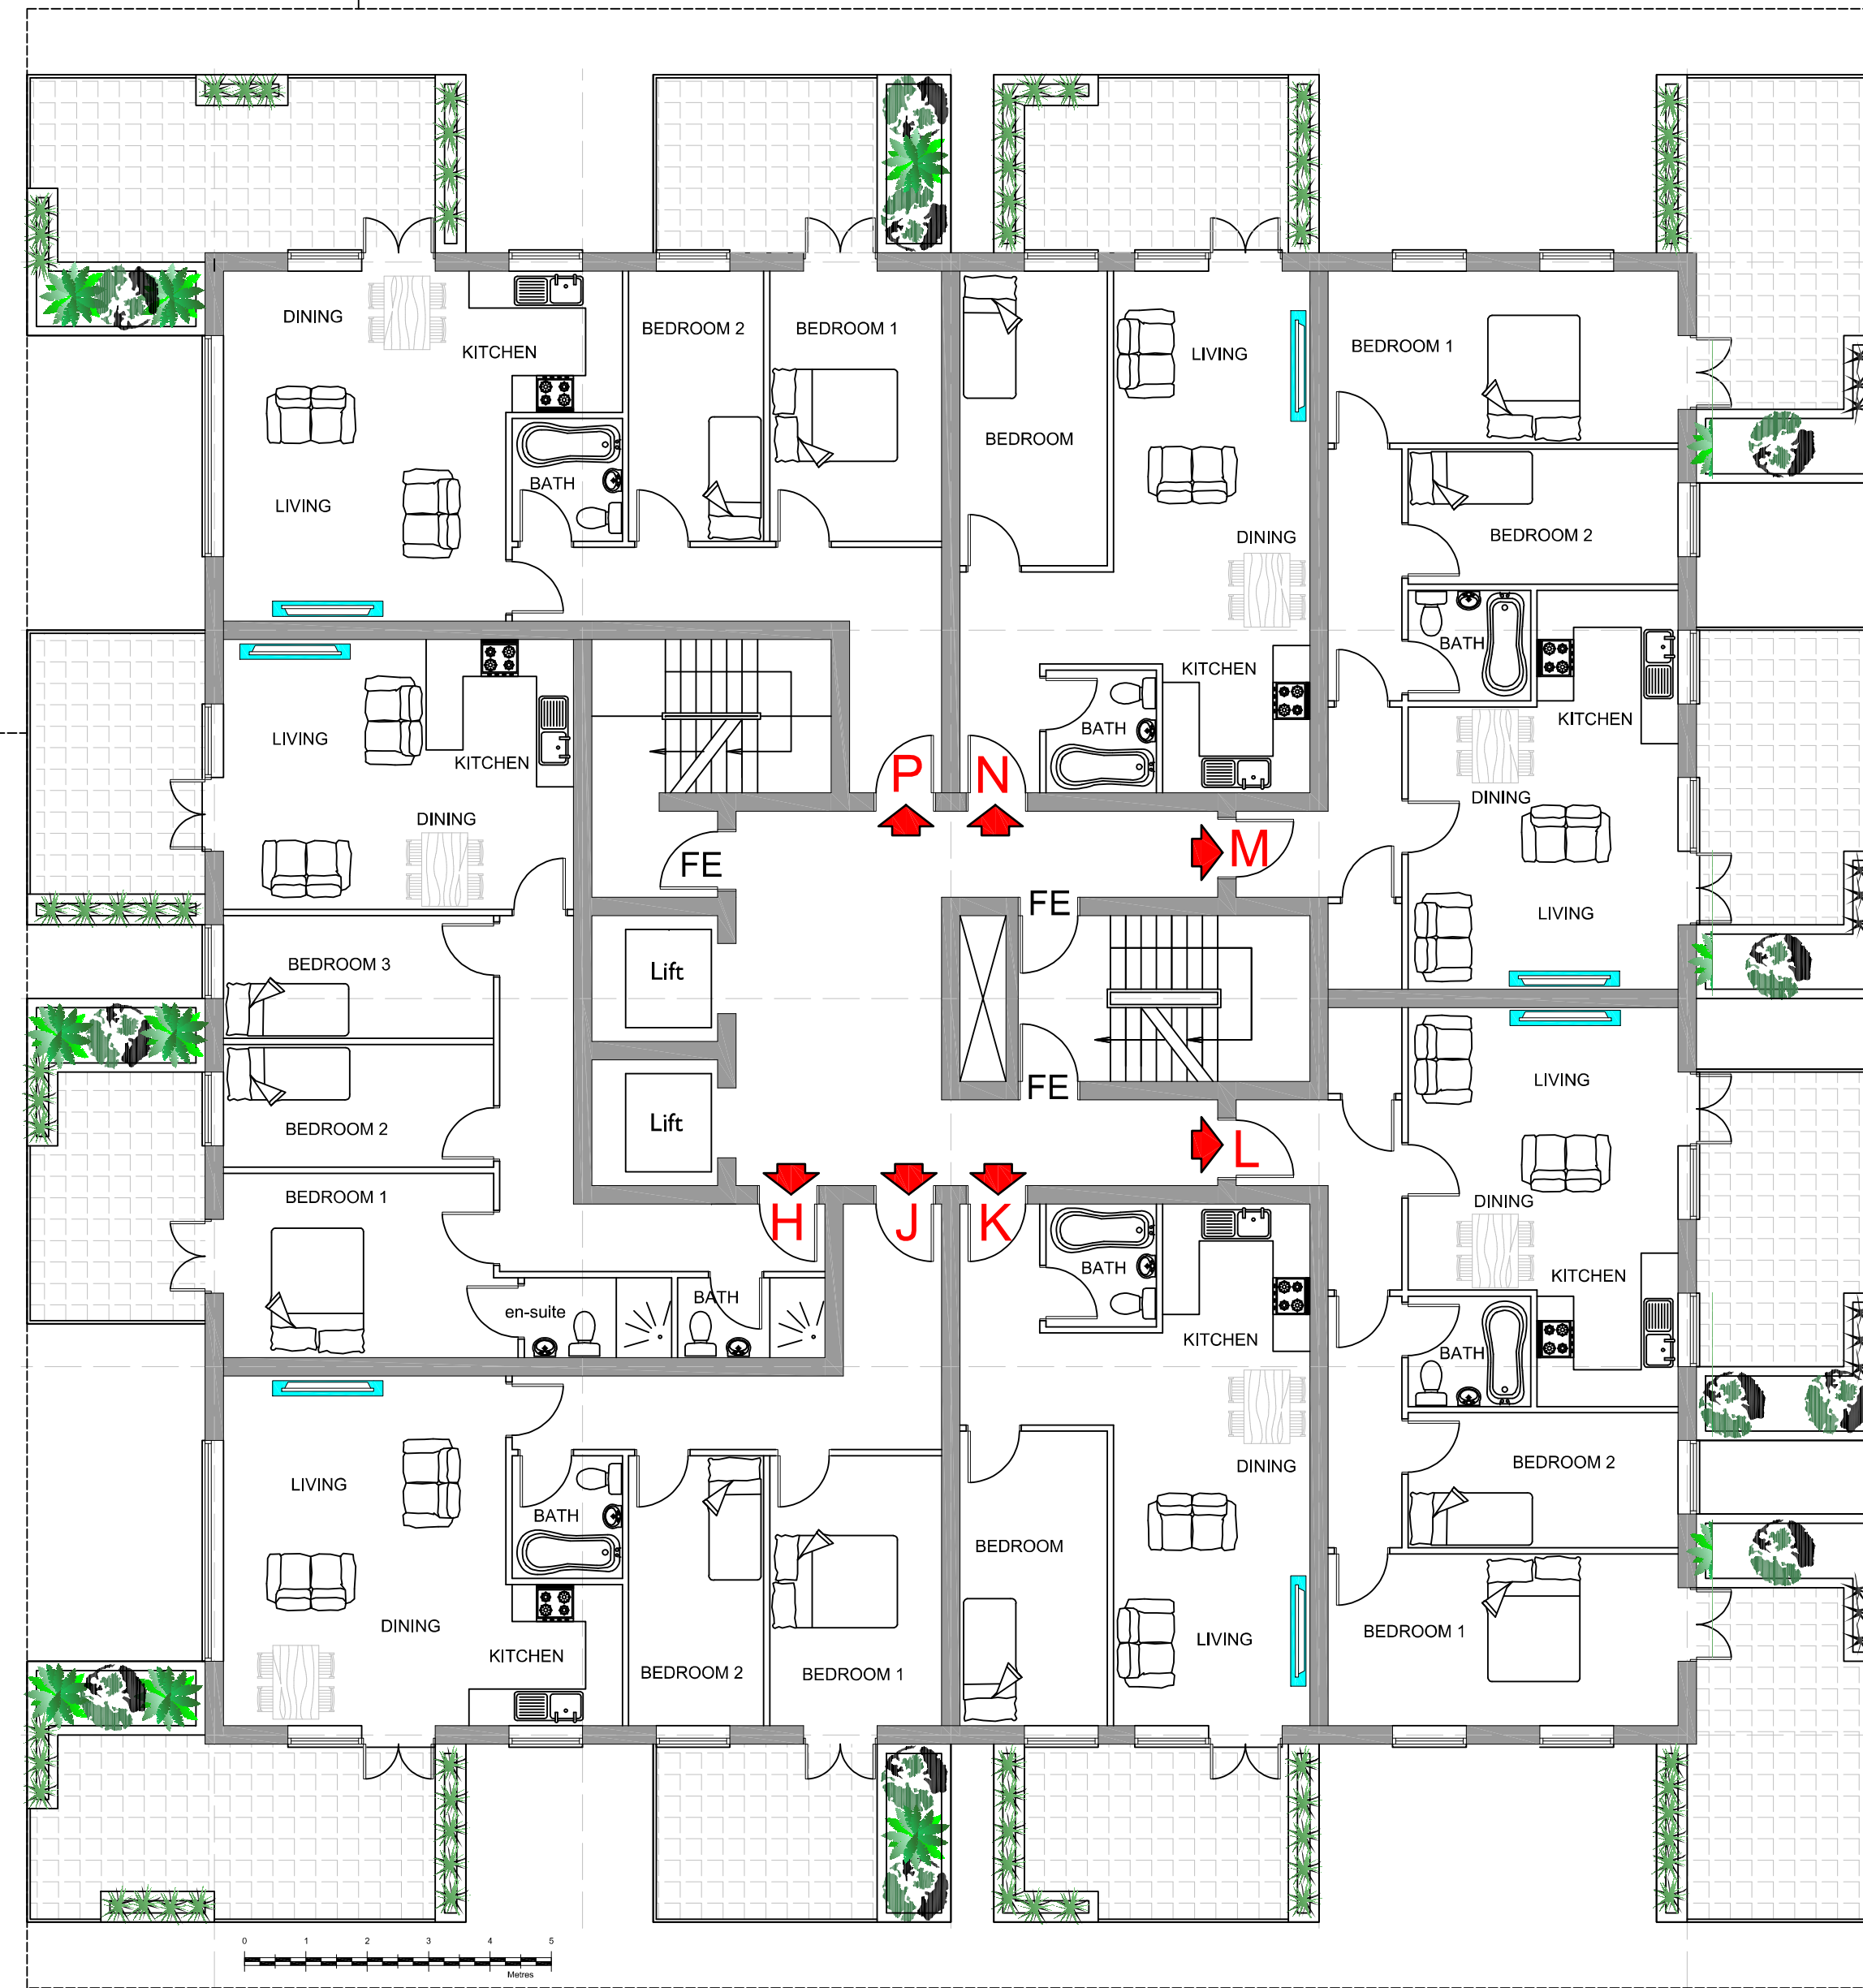 DINING
KITCHEN
BEDROOM 2
BEDROOM 1
LIVING
BEDROOM 1
BEDROOM
BATH
LIVING
DINING
BEDROOM 2
BATH
KITCHEN
KITCHEN
LIVING
KITCHEN
BATH
DINING
DINING
P
N
M
FE
FE
LIVING
BEDROOM 3
Lift
LIVING
FE
Lift
BEDROOM 2
L
BEDROOM 1
H
J
K
DINING
BATH
KITCHEN
en-suite
BATH
KITCHEN
BATH
LIVING
DINING
BEDROOM 2
BATH
BEDROOM
DINING
LIVING
BEDROOM 1
KITCHEN
BEDROOM 2
BEDROOM 1
0 1 2 3 4 5
Metres